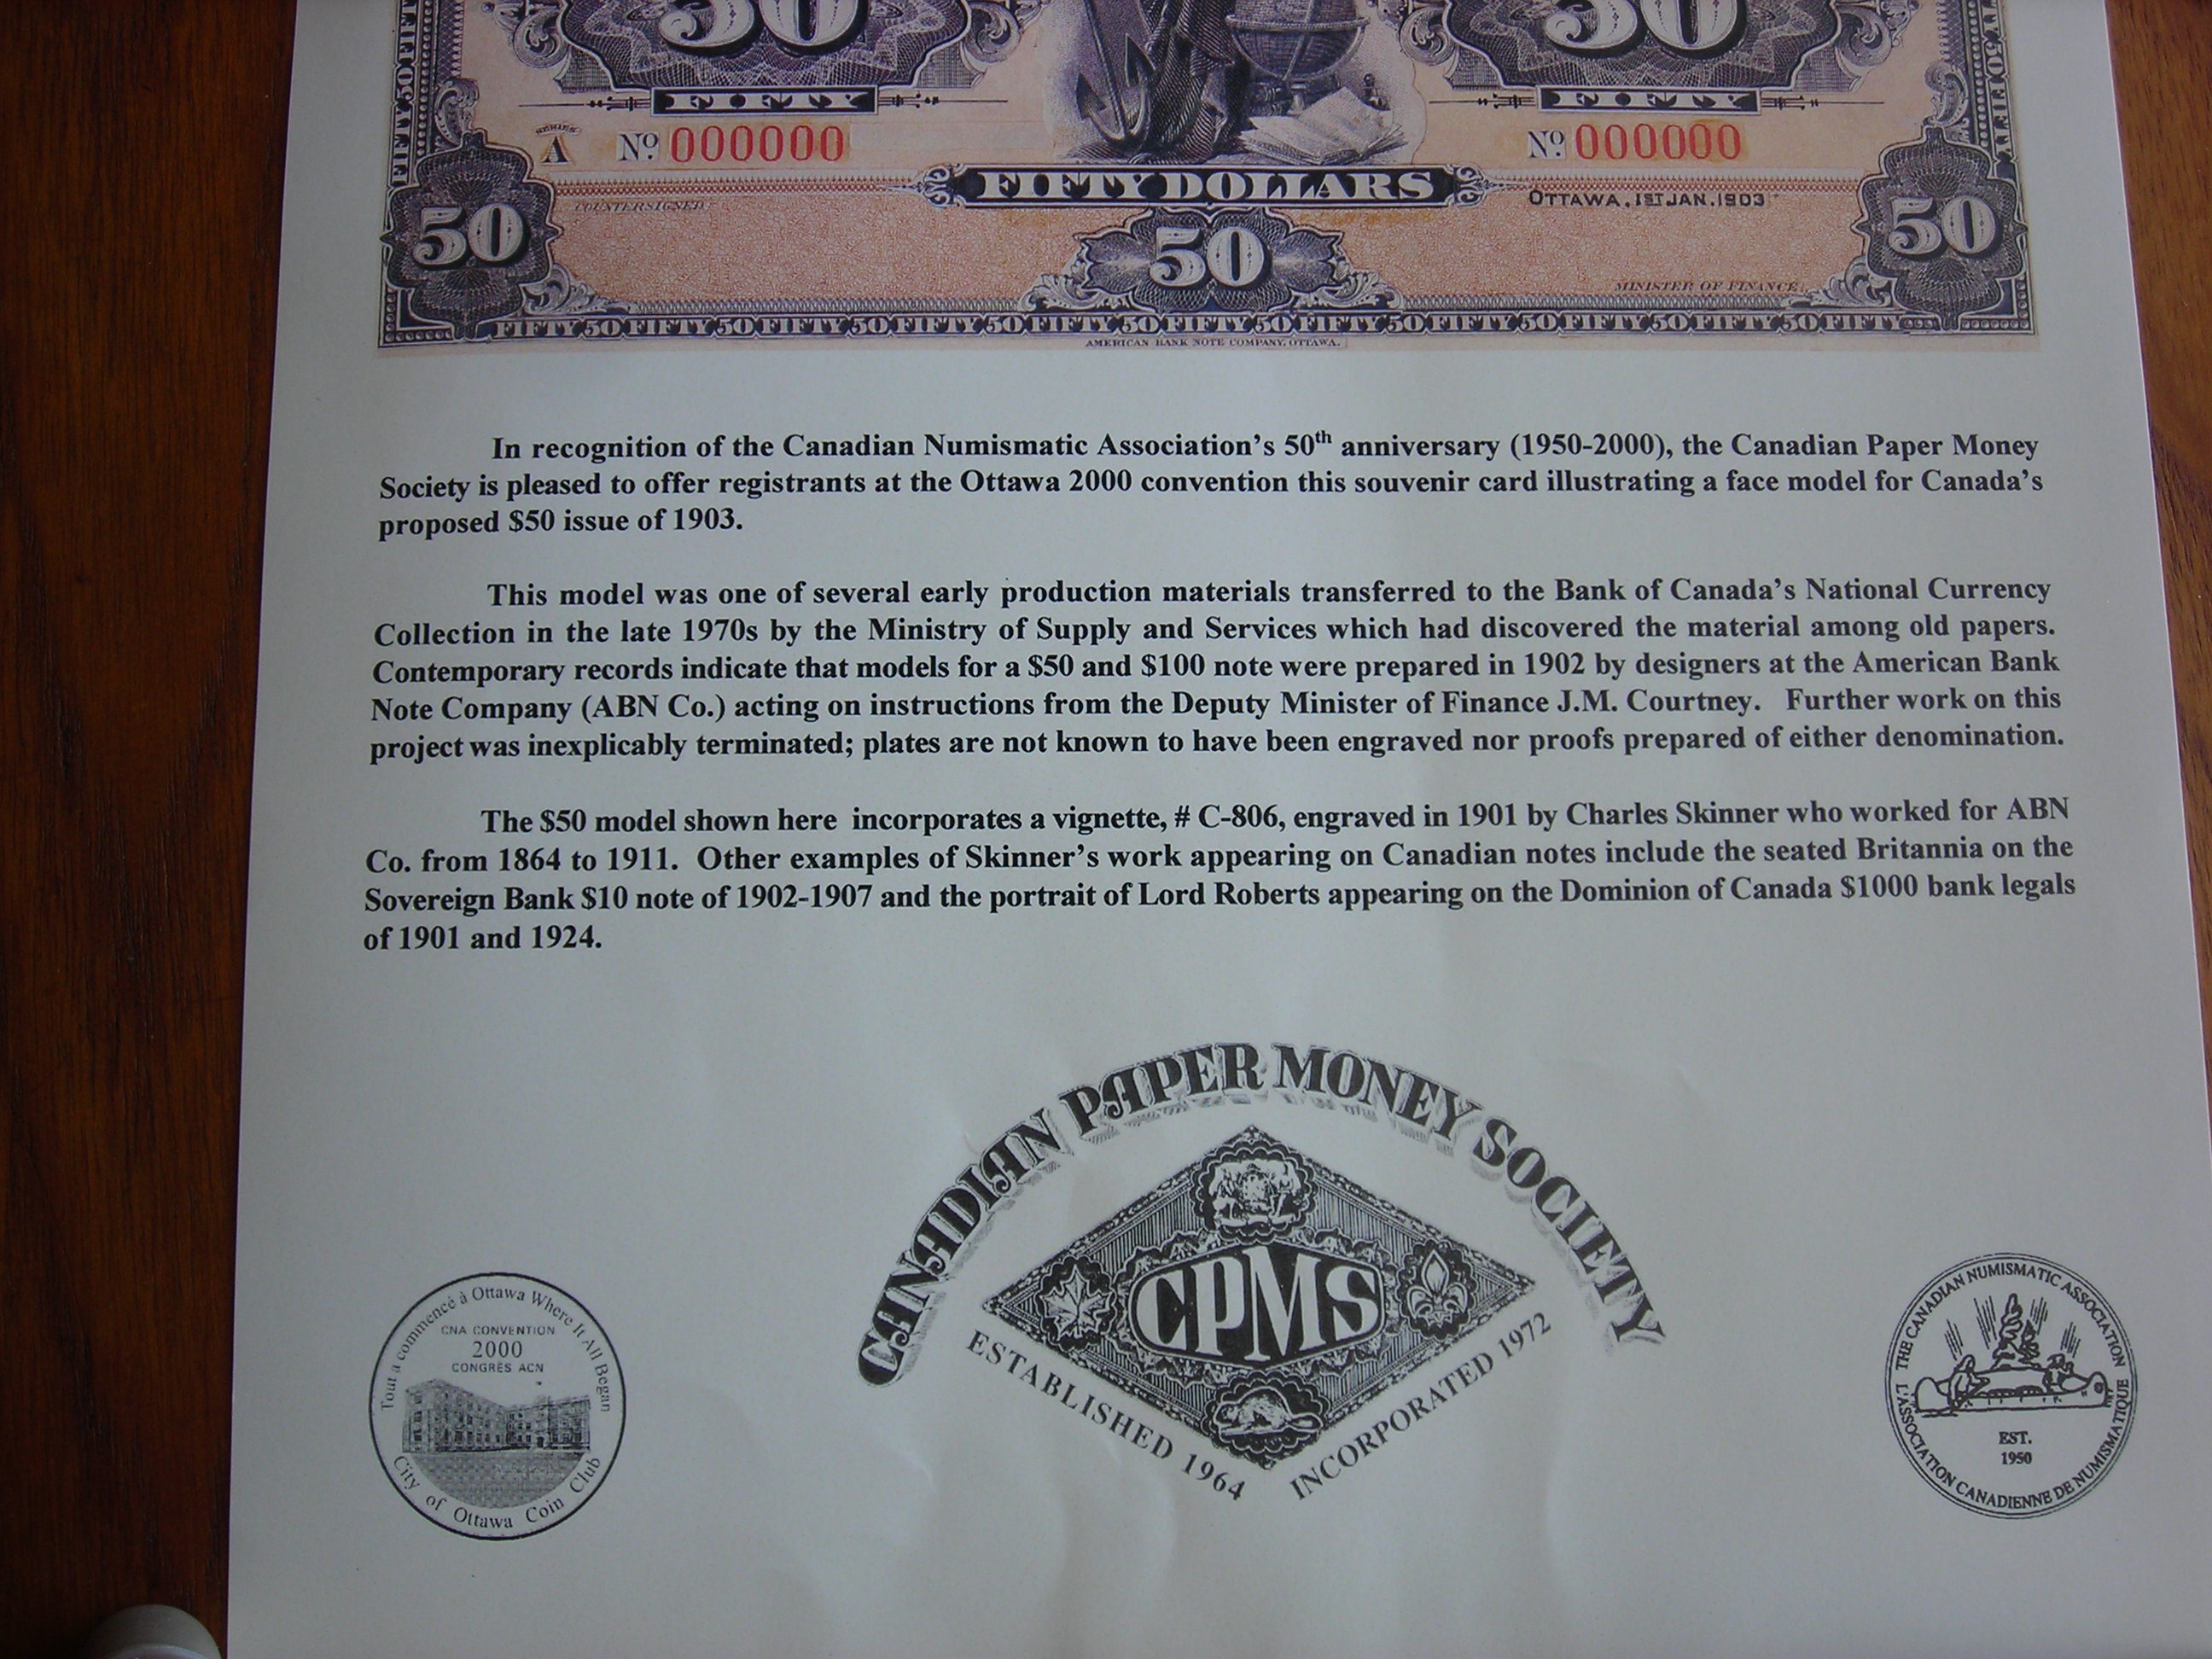 50 50
FIFTY FIFTY
SERIES
A Nº 000000 Nº 000000
FIFTY DOLLARS
COUNTERSIGNED
OTTAWA, 1ST JAN. 1903
50 50 50
MINISTER OF FINANCE
FIFTY 50 FIFTY 50 FIFTY 50 FIFTY 50 FIFTY 50 FIFTY 50 FIFTY 50 FIFTY 50 FIFTY 50 FIFTY 50 FIFTY
AMERICAN BANK NOTE COMPANY, OTTAWA.
In recognition of the Canadian Numismatic Association's 50th anniversary (1950-2000), the Canadian Paper Money
Society is pleased to offer registrants at the Ottawa 2000 convention this souvenir card illustrating a face model for Canada's
proposed $50 issue of 1903.
This model was one of several early production materials transferred to the Bank of Canada's National Currency
Collection in the late 1970s by the Ministry of Supply and Services which had discovered the material among old papers.
Contemporary records indicate that models for a $50 and $100 note were prepared in 1902 by designers at the American Bank
Note Company (ABN Co.) acting on instructions from the Deputy Minister of Finance J.M. Courtney. Further work on this
project was inexplicably terminated; plates are not known to have been engraved nor proofs prepared of either denomination.
The $50 model shown here incorporates a vignette, # C-806, engraved in 1901 by Charles Skinner who worked for ABN
Co. from 1864 to 1911. Other examples of Skinner's work appearing on Canadian notes include the seated Britannia on the
Sovereign Bank $10 note of 1902-1907 and the portrait of Lord Roberts appearing on the Dominion of Canada $1000 bank legals
of 1901 and 1924.
CANADIAN PAPER MONEY SOCIETY
CPMS
ESTABLISHED 1964 INCORPORATED 1972
Tout a commencé à Ottawa Where It All Began
CNA CONVENTION
2000
CONGRÈS ACN
City of Ottawa Coin Club
THE CANADIAN NUMISMATIC ASSOCIATION
EST.
1950
L'ASSOCIATION CANADIENNE DE NUMISMATIQUE